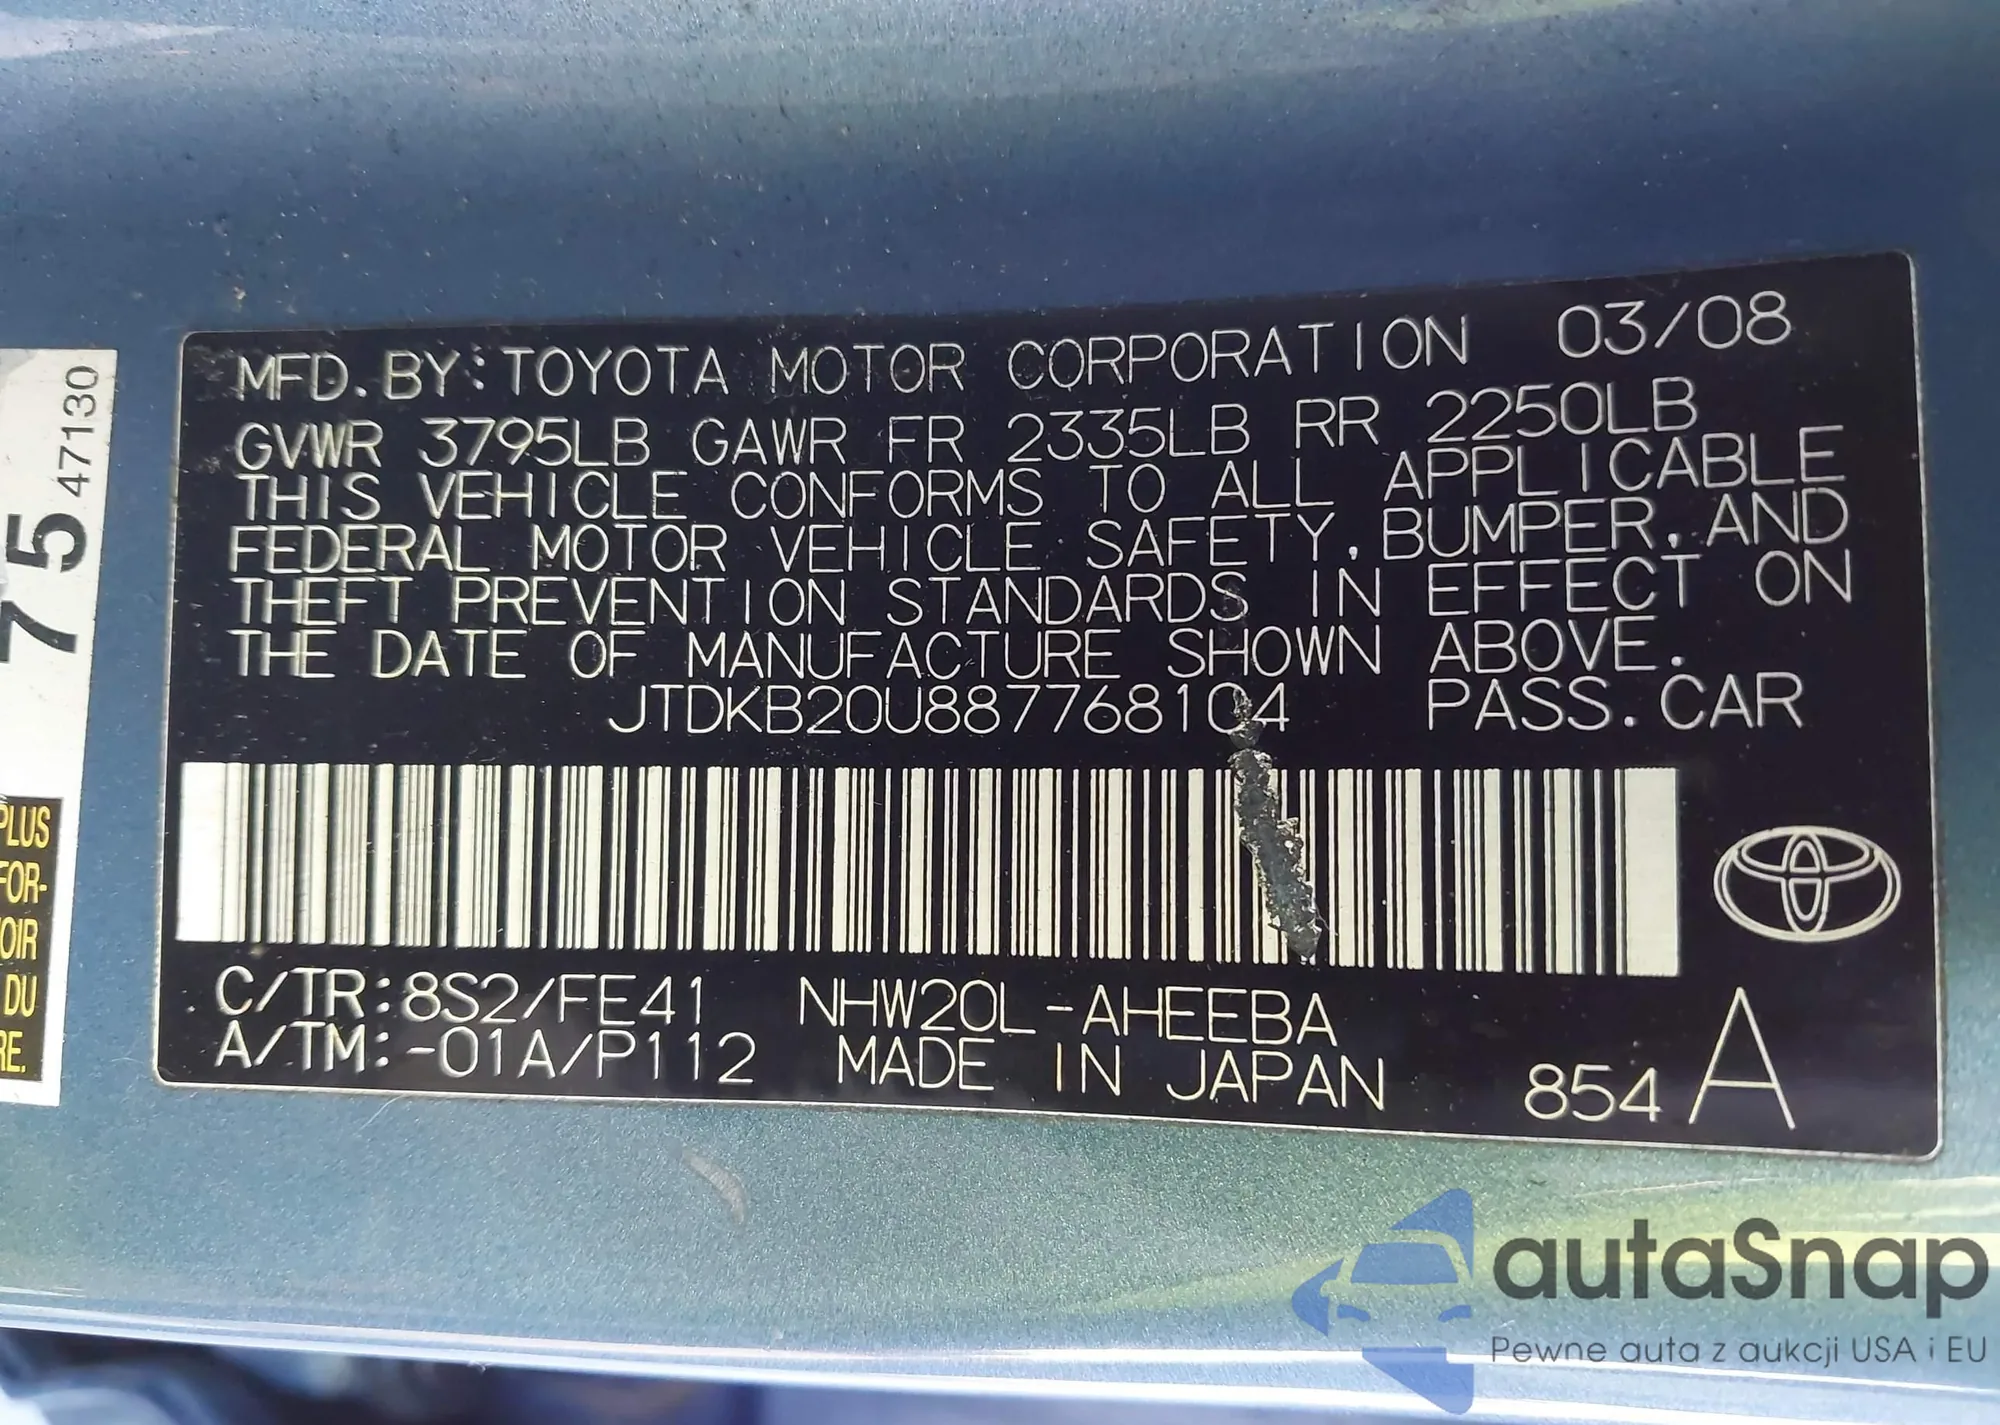 MFD. BY: TOYOTA MOTOR CORPORATION 03/08
GVWR 3795LB GAWR FR 2335LB RR 2250LB
THIS VEHICLE CONFORMS TO ALL APPLICABLE
FEDERAL MOTOR VEHICLE SAFETY, BUMPER, AND
THEFT PREVENTION STANDARDS IN EFFECT ON
THE DATE OF MANUFACTURE SHOWN ABOVE.
JTDKB20U887768104 PASS. CAR
C/TR: 8S2/FE41 NHW20L-AHEEBA
A/TM: -01A/P112 MADE IN JAPAN 854 A
75 47130
PLUS
FOR-
DU
autaSnap
Pewne auta z aukcji USA i EU